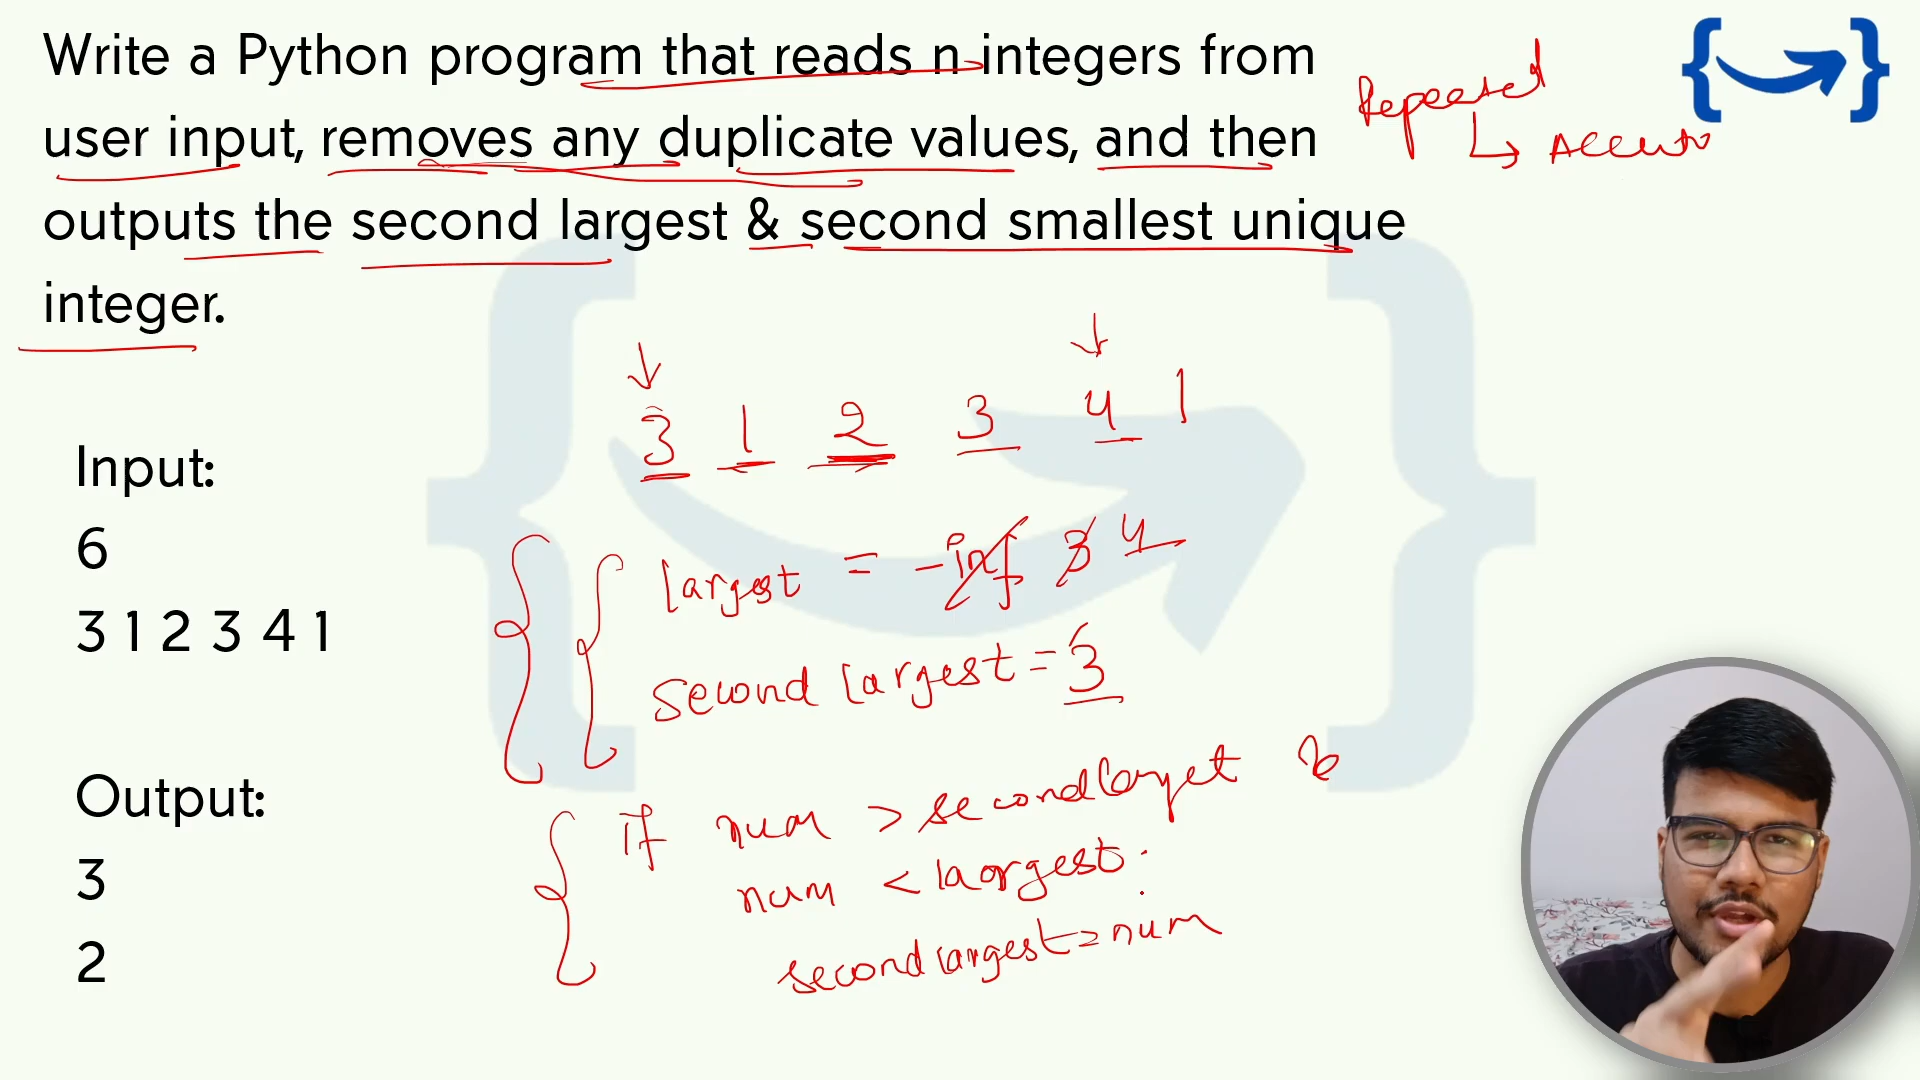 Write a Python program that reads n integers from
user input, removes any duplicate values, and then
outputs the second largest & second smallest unique
integer.
Repeated
Input:
6
3 1 2 3 4 1
Output:
3
2
3 1 2 3 4 1
largest = -inf 3 4
second largest = 3
if num > secondlarget &
num < largest.
secondlargest = num